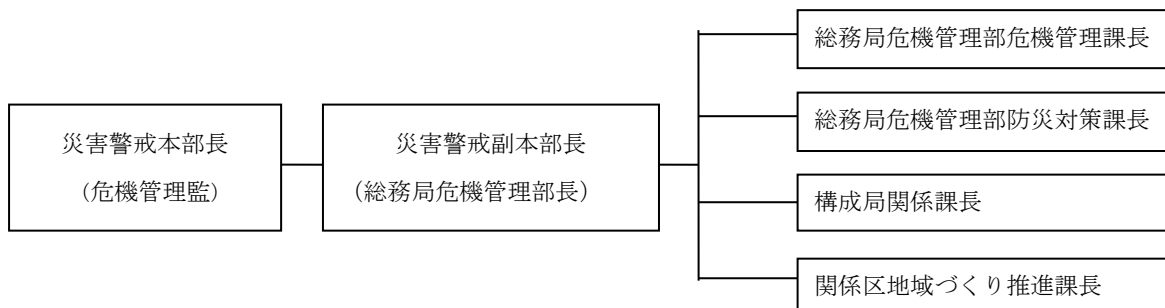 災害警戒本部長
(危機管理監)
災害警戒副本部長
(総務局危機管理部長)
総務局危機管理部危機管理課長
総務局危機管理部防災対策課長
構成局関係課長
関係区地域づくり推進課長